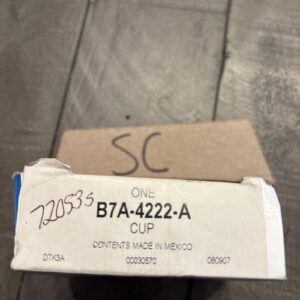 SC
72053s
ONE
B7A-4222-A
CUP
CONTENTS MADE IN MEXICO
DTK3A 00030570 080907